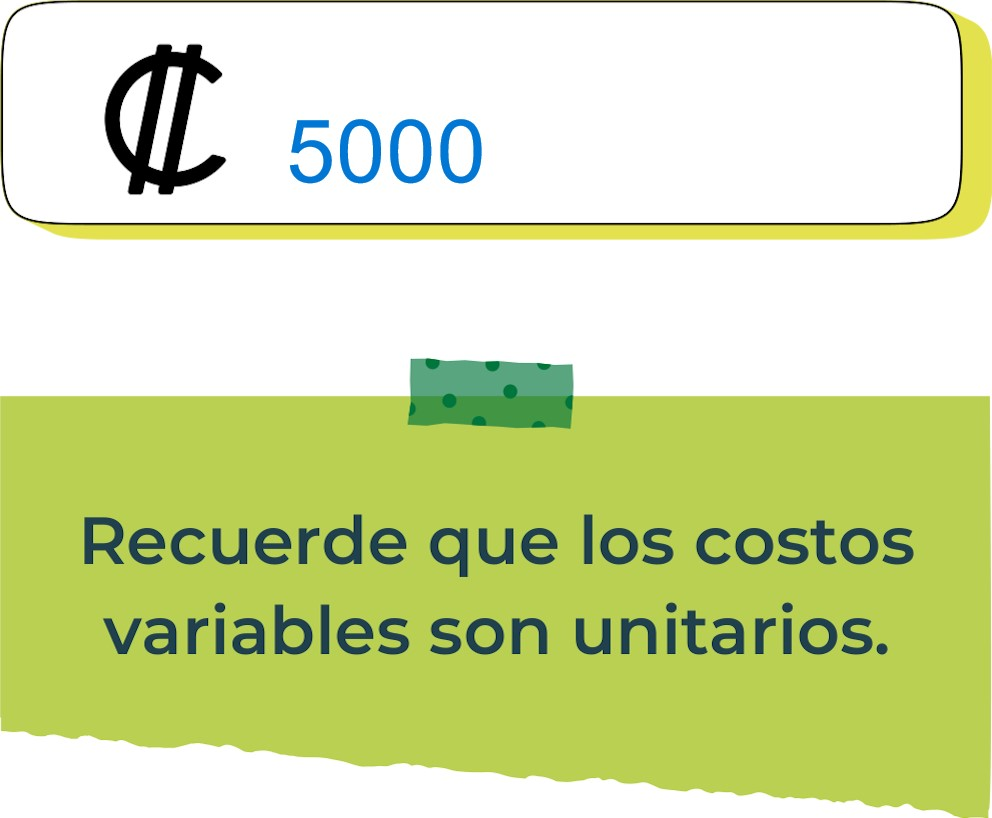 ₡ 5000
Recuerde que los costos
variables son unitarios.